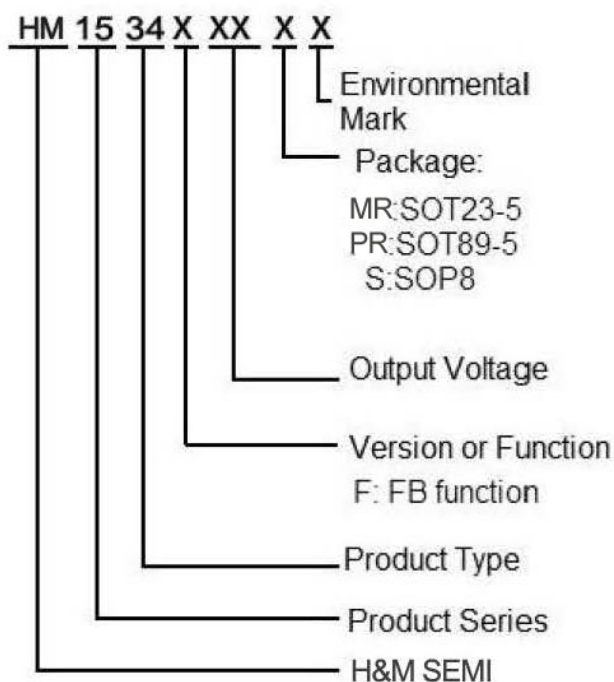 HM 15 34 X XX X X
Environmental
Mark
Package:
MR:SOT23-5
PR:SOT89-5
S:SOP8
Output Voltage
Version or Function
F: FB function
Product Type
Product Series
H&M SEMI